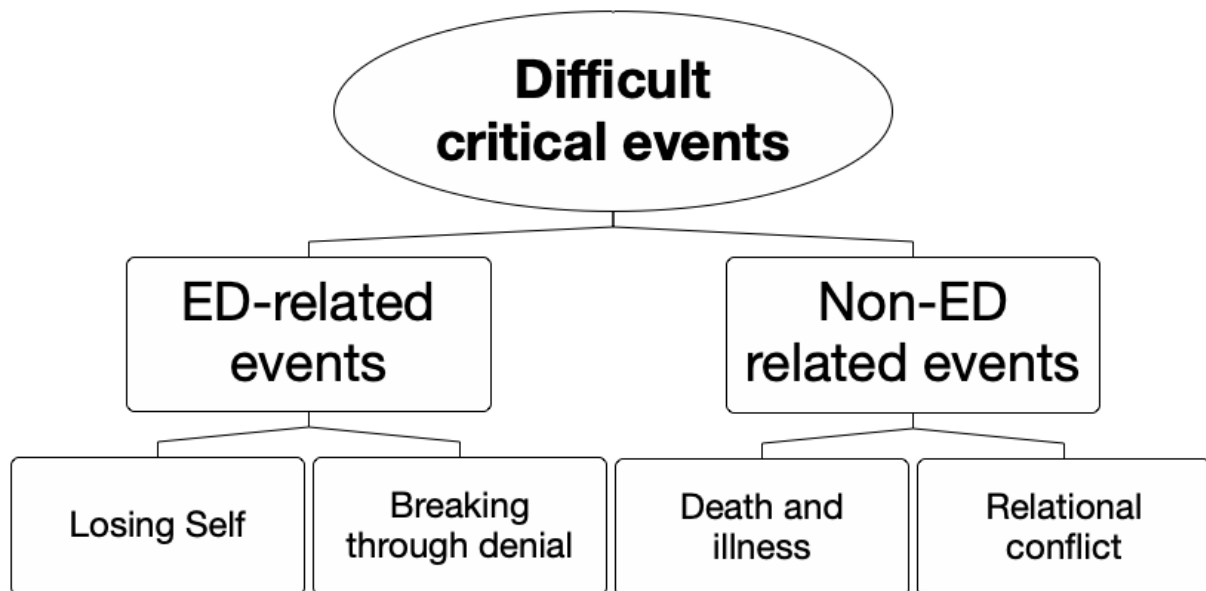 Difficult
critical events
ED-related
events
Non-ED
related events
Losing Self
Breaking
through denial
Death and
illness
Relational
conflict